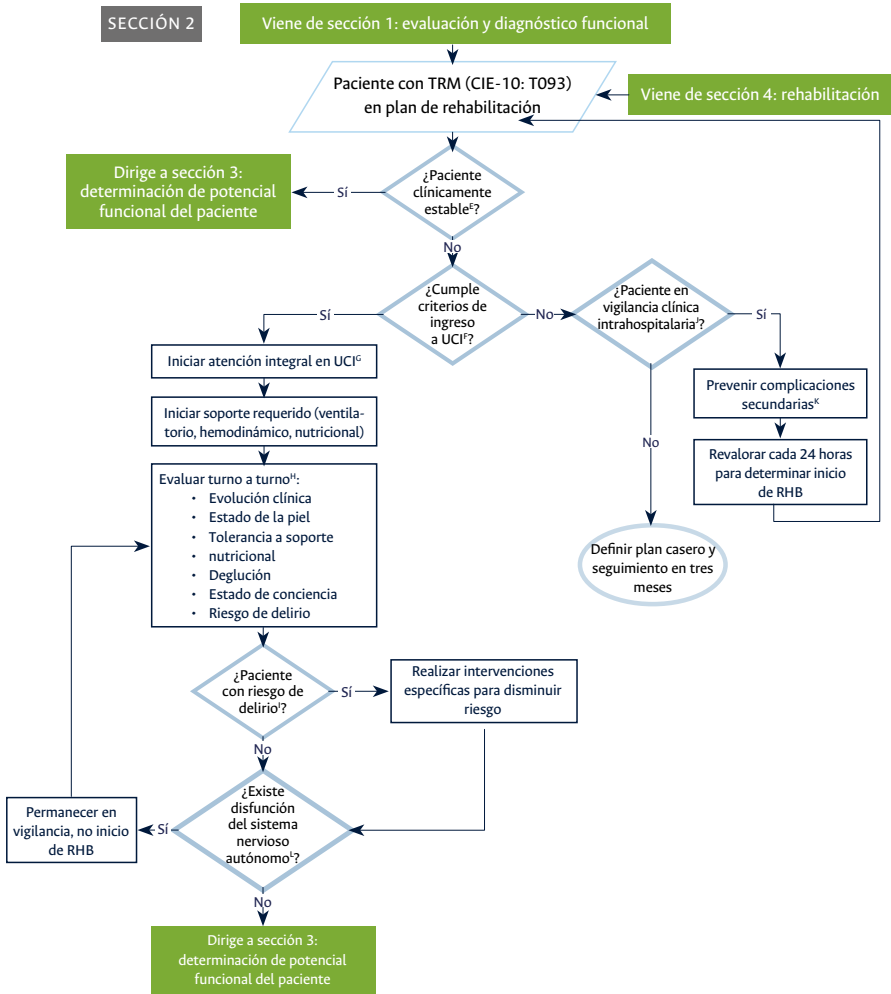 SECCIÓN 2
Viene de sección 1: evaluación y diagnóstico funcional
Paciente con TRM (CIE-10: T093)
en plan de rehabilitación
Viene de sección 4: rehabilitación
¿Paciente
clínicamente
estableᴱ?
Sí
Dirige a sección 3:
determinación de potencial
funcional del paciente
No
¿Cumple
criterios de
ingreso
a UCIᶠ?
Sí
No
¿Paciente en
vigilancia clínica
intrahospitalariaᴶ?
Sí
No
Iniciar atención integral en UCIᴳ
Iniciar soporte requerido (ventila-
torio, hemodinámico, nutricional)
Evaluar turno a turnoᴴ:
• Evolución clínica
• Estado de la piel
• Tolerancia a soporte
• nutricional
• Deglución
• Estado de conciencia
• Riesgo de delirio
Prevenir complicaciones
secundariasᴷ
Revalorar cada 24 horas
para determinar inicio
de RHB
Definir plan casero y
seguimiento en tres
meses
¿Paciente
con riesgo de
delirioᴵ?
Sí
Realizar intervenciones
específicas para disminuir
riesgo
No
¿Existe
disfunción
del sistema
nervioso
autónomoᴸ?
Sí
Permanecer en
vigilancia, no inicio
de RHB
No
Dirige a sección 3:
determinación de potencial
funcional del paciente